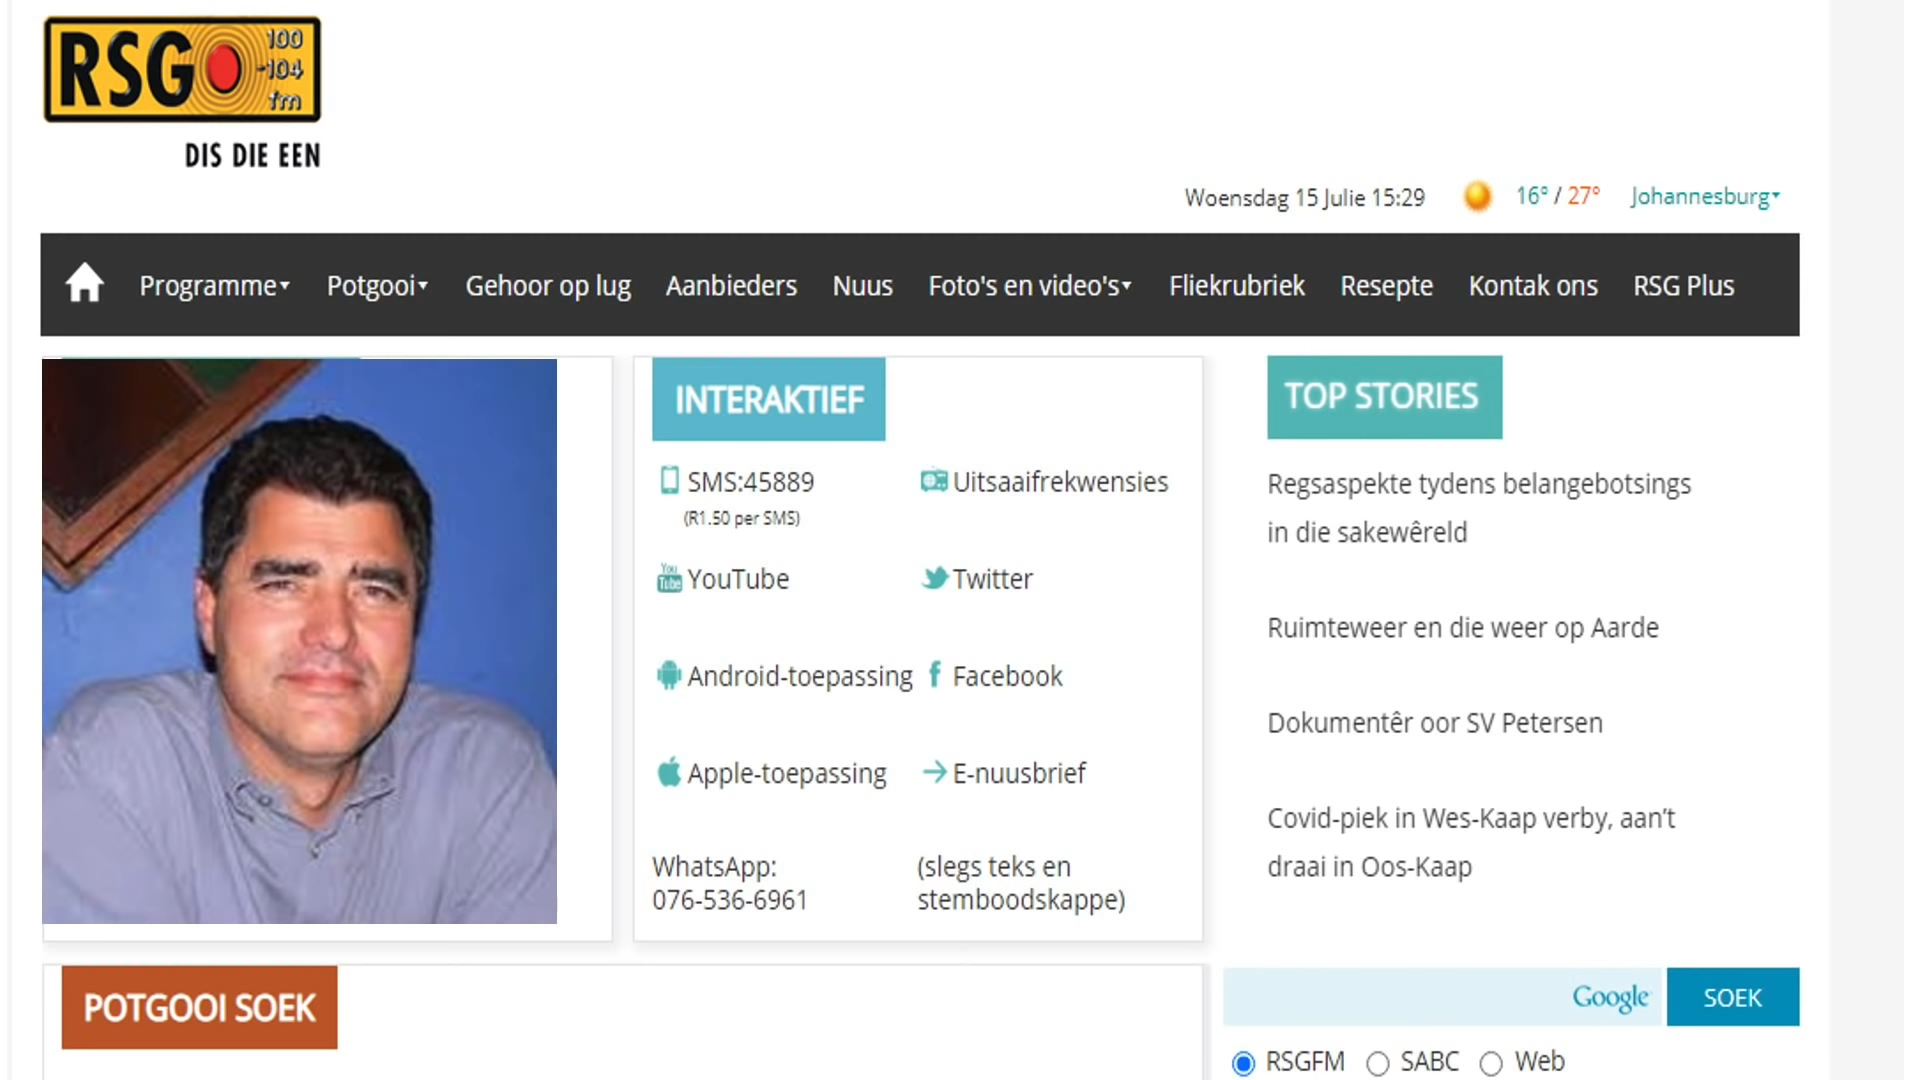 RSG
100
-104
fm
DIS DIE EEN
Woensdag 15 Julie 15:29 16° / 27° Johannesburg
Programme Potgooi Gehoor op lug Aanbieders Nuus Foto's en video's Fliekrubriek Resepte Kontak ons RSG Plus
INTERAKTIEF
SMS:45889
(R1.50 per SMS)
Uitsaaifrekwensies
You Tube YouTube
Twitter
Android-toepassing
Facebook
Apple-toepassing
E-nuusbrief
WhatsApp:
076-536-6961
(slegs teks en
stemboodskappe)
TOP STORIES
Regsaspekte tydens belangebotsings
in die sakewêreld
Ruimteweer en die weer op Aarde
Dokumentêr oor SV Petersen
Covid-piek in Wes-Kaap verby, aan’t
draai in Oos-Kaap
POTGOOI SOEK
Google SOEK
RSGFM SABC Web